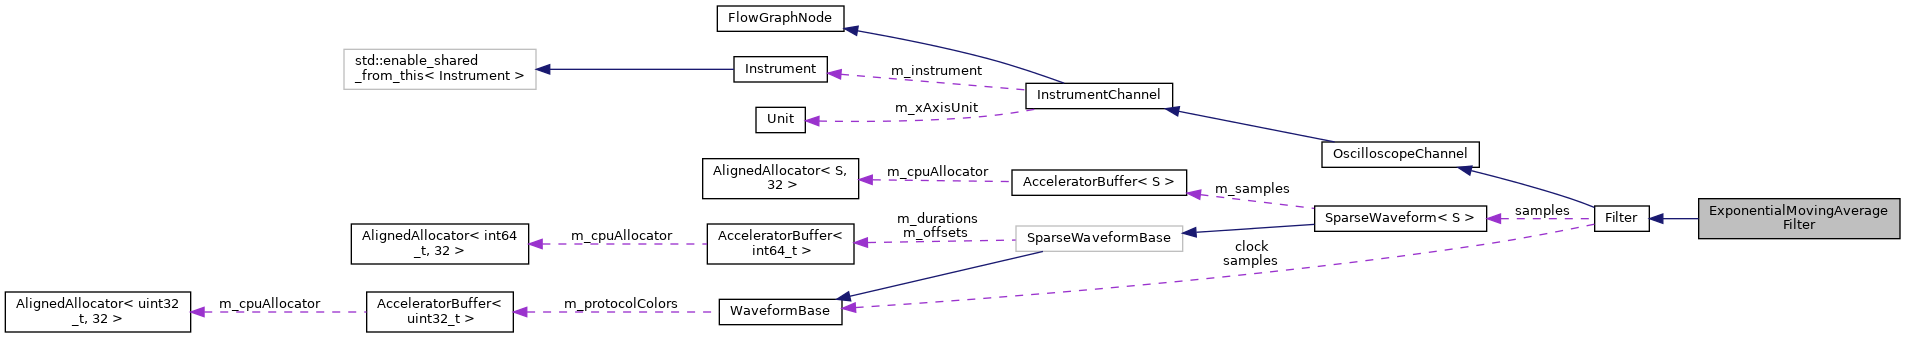 FlowGraphNode
std::enable_shared
_from_this< Instrument >
Instrument
m_instrument
InstrumentChannel
m_xAxisUnit
Unit
OscilloscopeChannel
AlignedAllocator< S,
32 >
m_cpuAllocator
AcceleratorBuffer< S >
m_samples
SparseWaveform< S >
samples
Filter
ExponentialMovingAverage
Filter
AlignedAllocator< int64
_t, 32 >
m_cpuAllocator
AcceleratorBuffer<
int64_t >
m_durations
m_offsets
SparseWaveformBase
clock
samples
AlignedAllocator< uint32
_t, 32 >
m_cpuAllocator
AcceleratorBuffer<
uint32_t >
m_protocolColors
WaveformBase